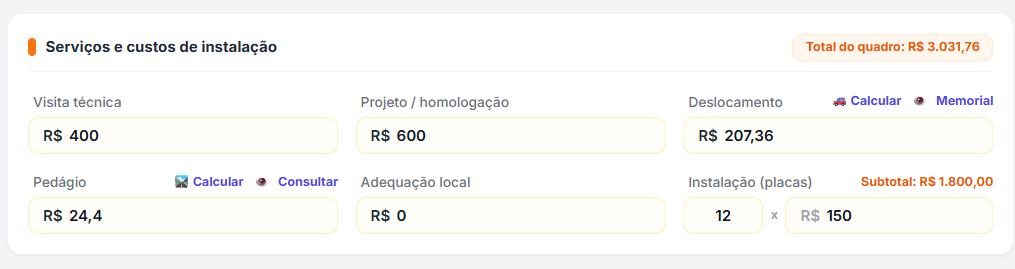 Serviços e custos de instalação
Total do quadro: R$ 3.031,76
Visita técnica
R$ 400
Projeto / homologação
R$ 600
Deslocamento
Calcular
Memorial
R$ 207,36
Pedágio
Calcular
Consultar
R$ 24,4
Adequação local
R$ 0
Instalação (placas)
Subtotal: R$ 1.800,00
12 x R$ 150